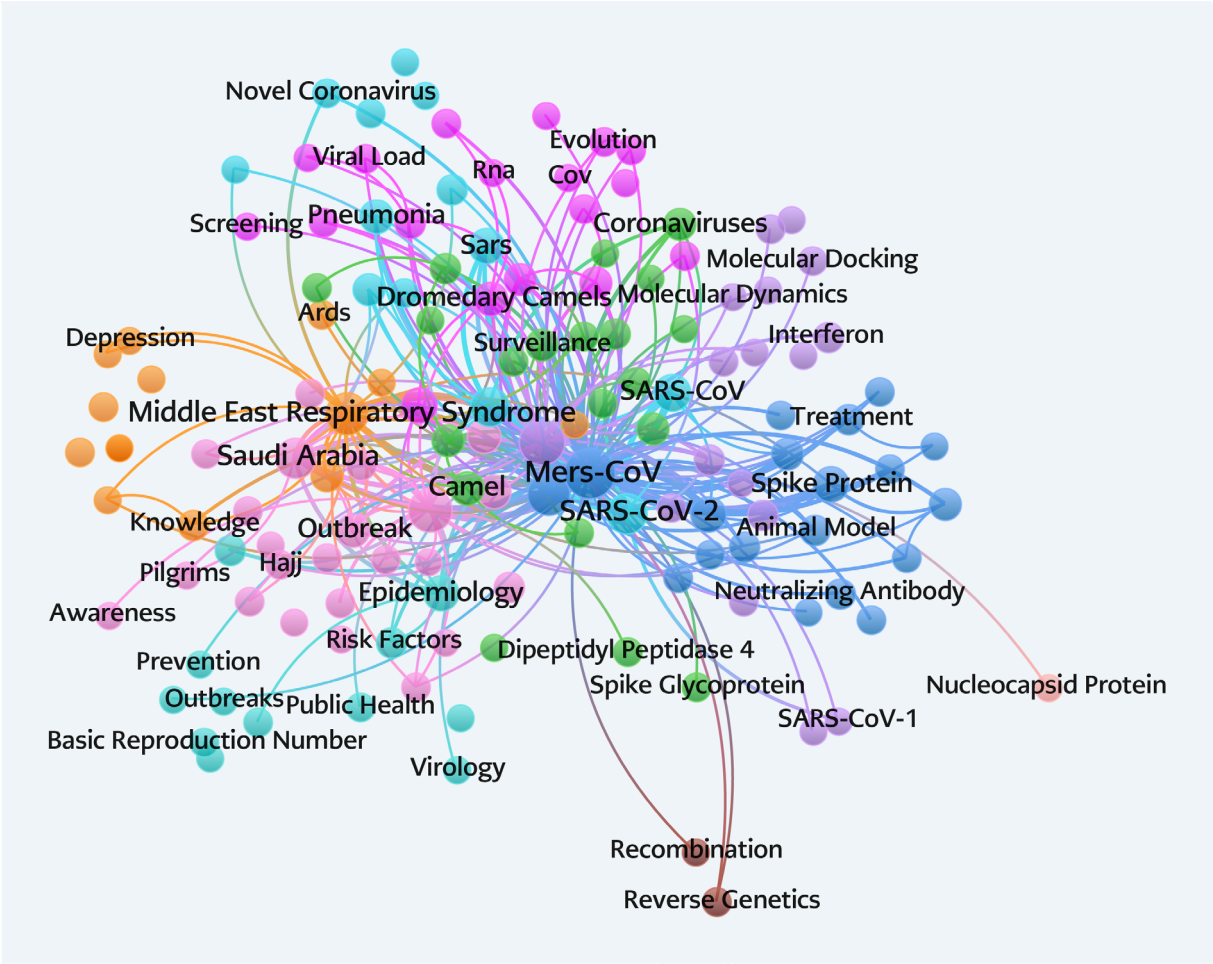 Novel Coronavirus
Evolution
Viral Load
Rna
Cov
Screening
Pneumonia
Coronaviruses
Sars
Molecular Docking
Dromedary Camels
Molecular Dynamics
Ards
Depression
Surveillance
Interferon
SARS-CoV
Middle East Respiratory Syndrome
Treatment
Saudi Arabia
Mers-CoV
Camel
Spike Protein
SARS-CoV-2
Knowledge
Outbreak
Animal Model
Hajj
Pilgrims
Epidemiology
Neutralizing Antibody
Awareness
Risk Factors
Dipeptidyl Peptidase 4
Prevention
Spike Glycoprotein
Nucleocapsid Protein
Outbreaks
Public Health
SARS-CoV-1
Basic Reproduction Number
Virology
Recombination
Reverse Genetics